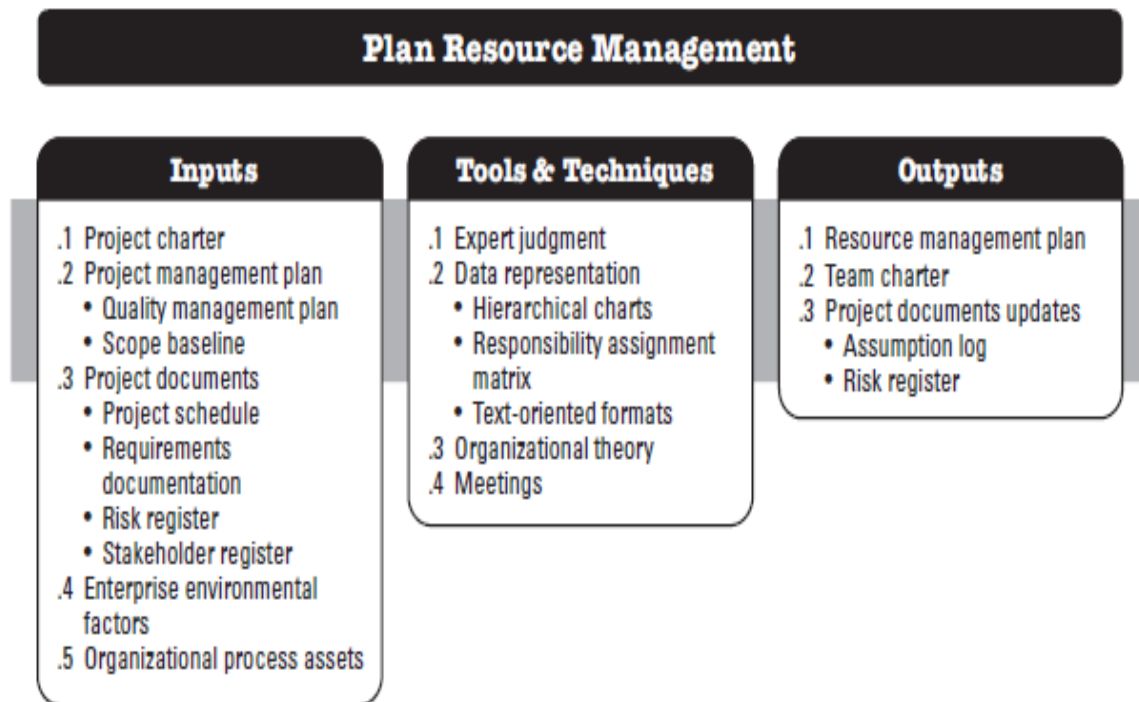 Plan Resource Management
Inputs
.1 Project charter
.2 Project management plan
• Quality management plan
• Scope baseline
.3 Project documents
• Project schedule
• Requirements
documentation
• Risk register
• Stakeholder register
.4 Enterprise environmental
factors
.5 Organizational process assets
Tools & Techniques
.1 Expert judgment
.2 Data representation
• Hierarchical charts
• Responsibility assignment
matrix
• Text-oriented formats
.3 Organizational theory
.4 Meetings
Outputs
.1 Resource management plan
.2 Team charter
.3 Project documents updates
• Assumption log
• Risk register